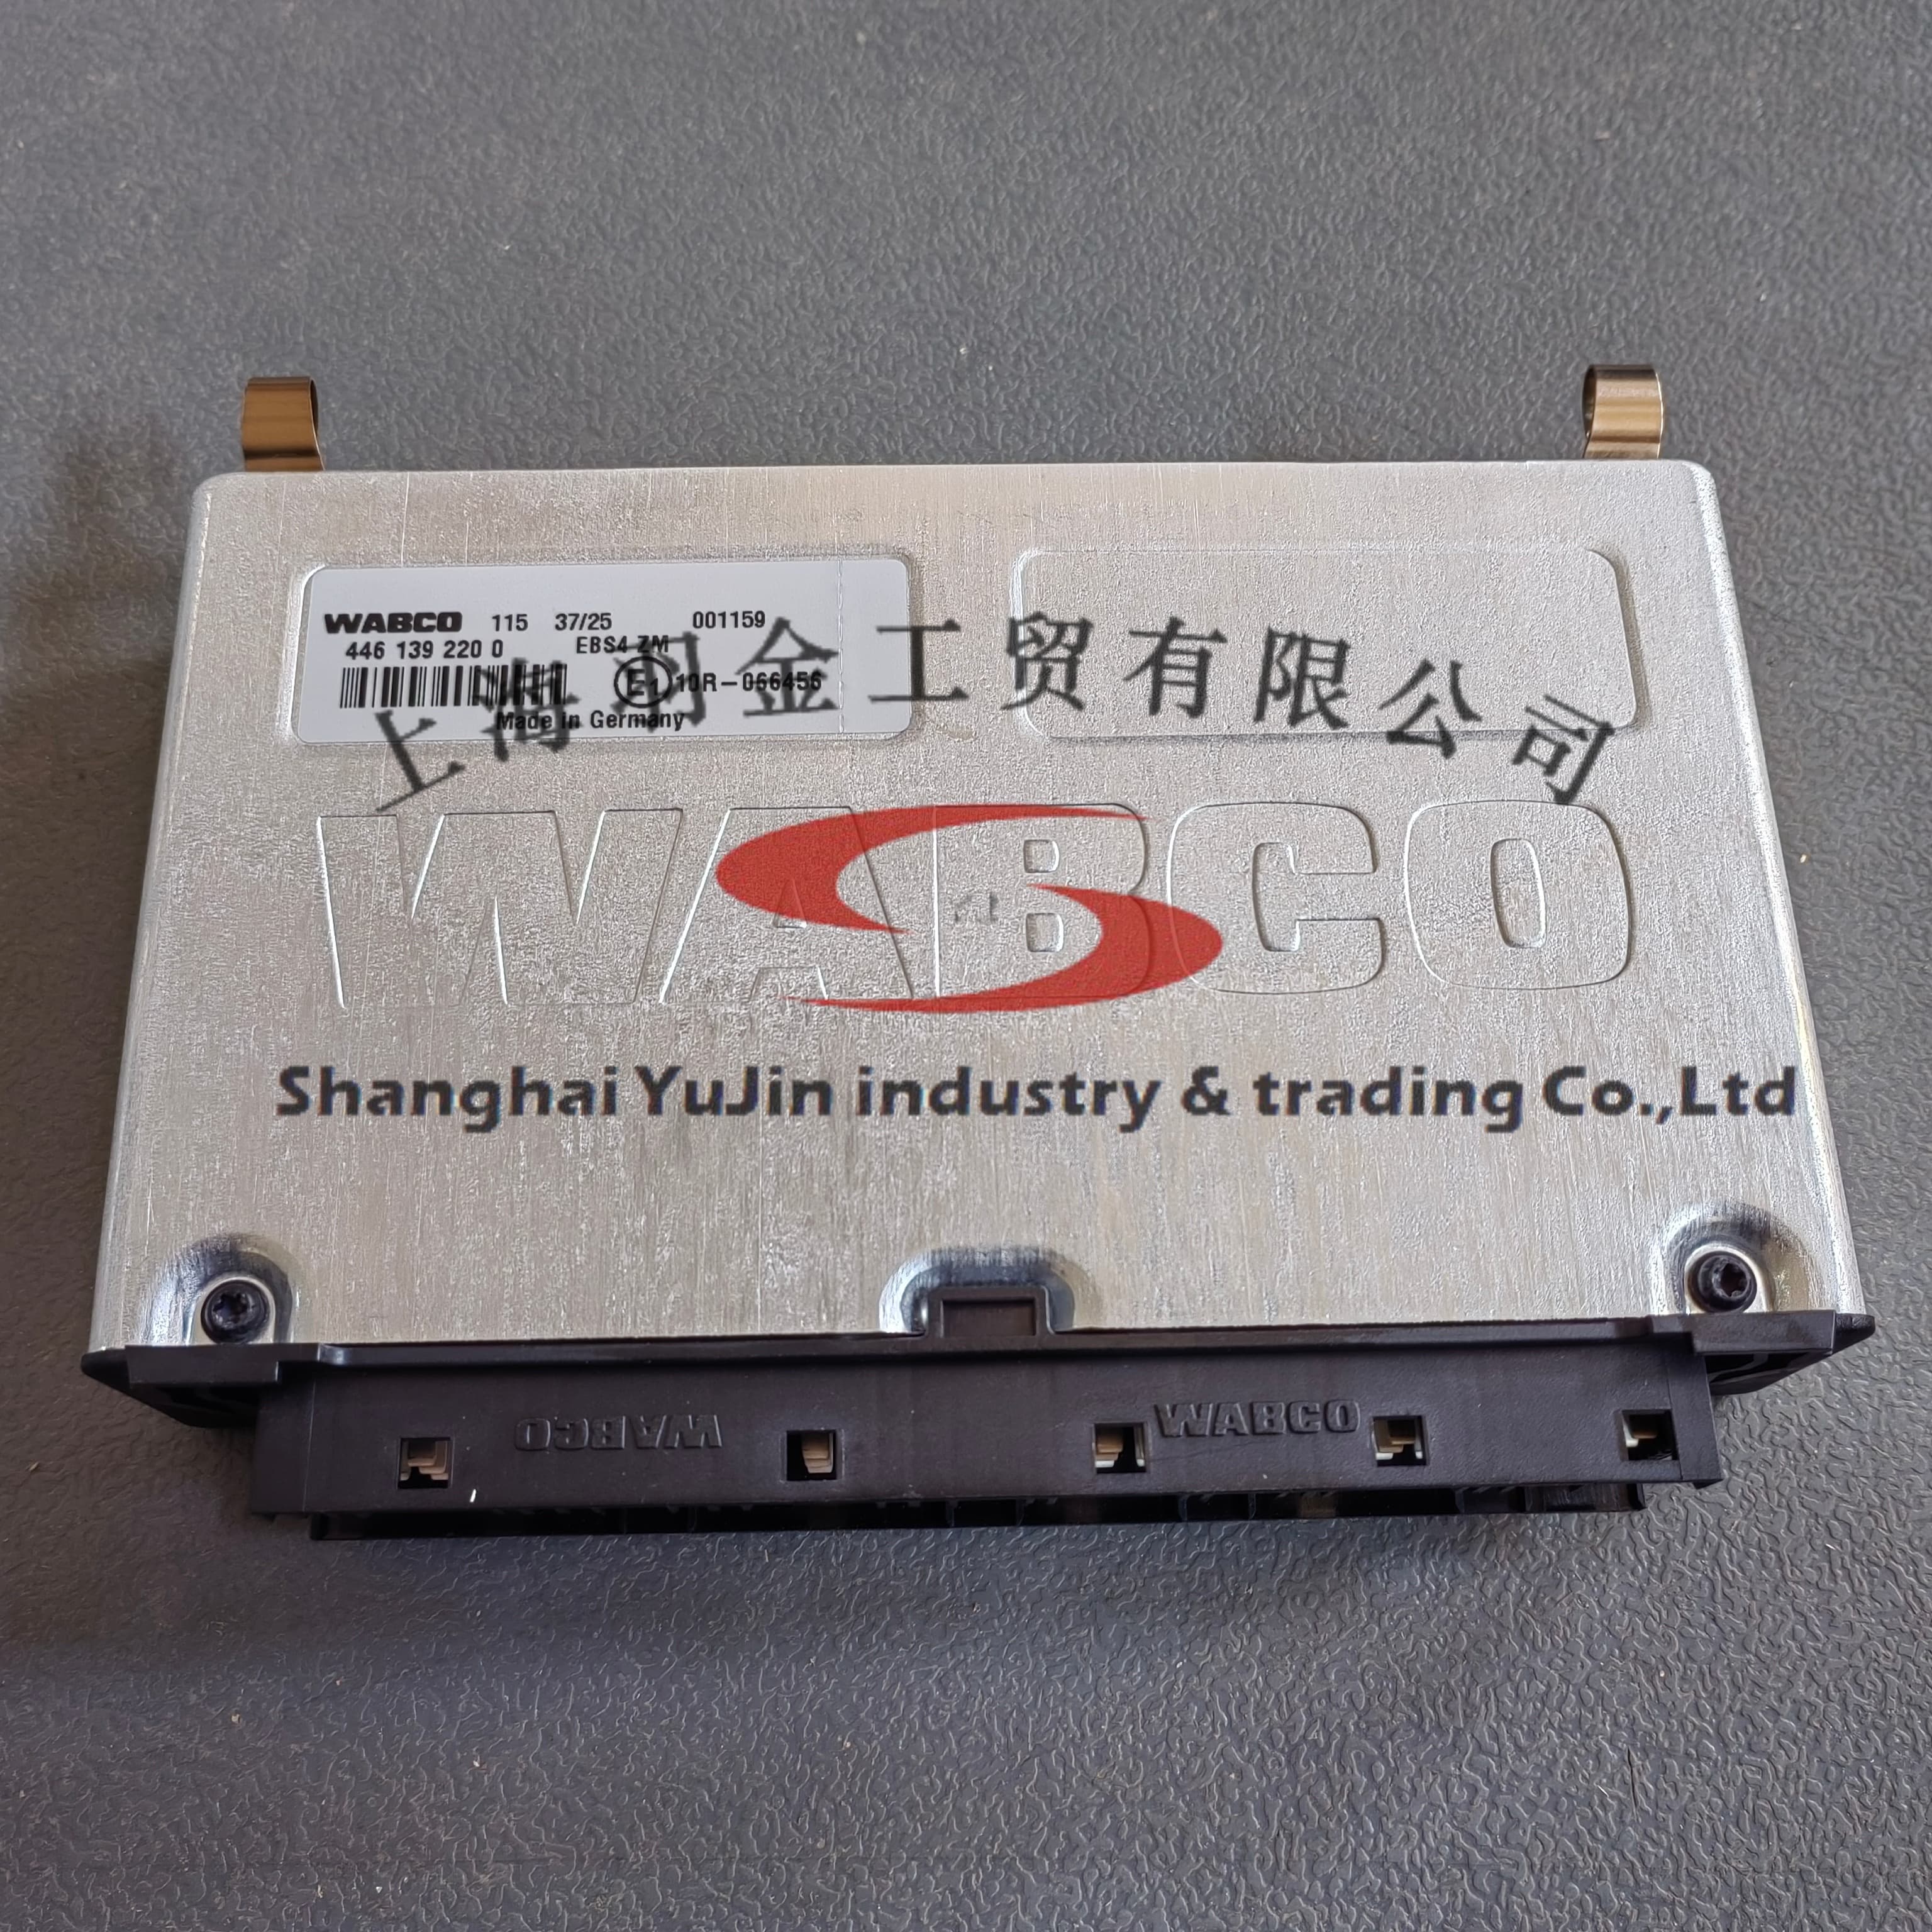 WABCO 115 37/25 001159
446 139 220 0 EBS4 ZM
E1 10R-066456
Made in Germany
上海羽金工贸有限公司
WABCO
Shanghai YuJin industry & trading Co.,Ltd
WABCO WABCO